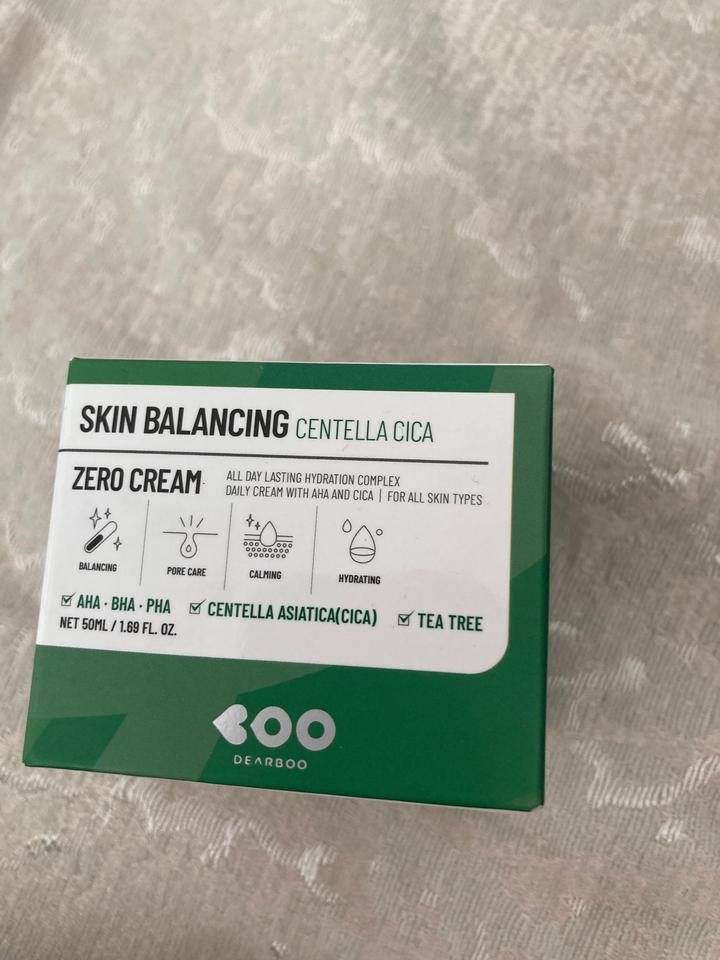 SKIN BALANCING CENTELLA CICA
ZERO CREAM
ALL DAY LASTING HYDRATION COMPLEX
DAILY CREAM WITH AHA AND CICA | FOR ALL SKIN TYPES
BALANCING
PORE CARE
CALMING
HYDRATING
AHA · BHA · PHA
CENTELLA ASIATICA(CICA)
TEA TREE
NET 50ML / 1.69 FL. OZ.
BOO
DEARBOO